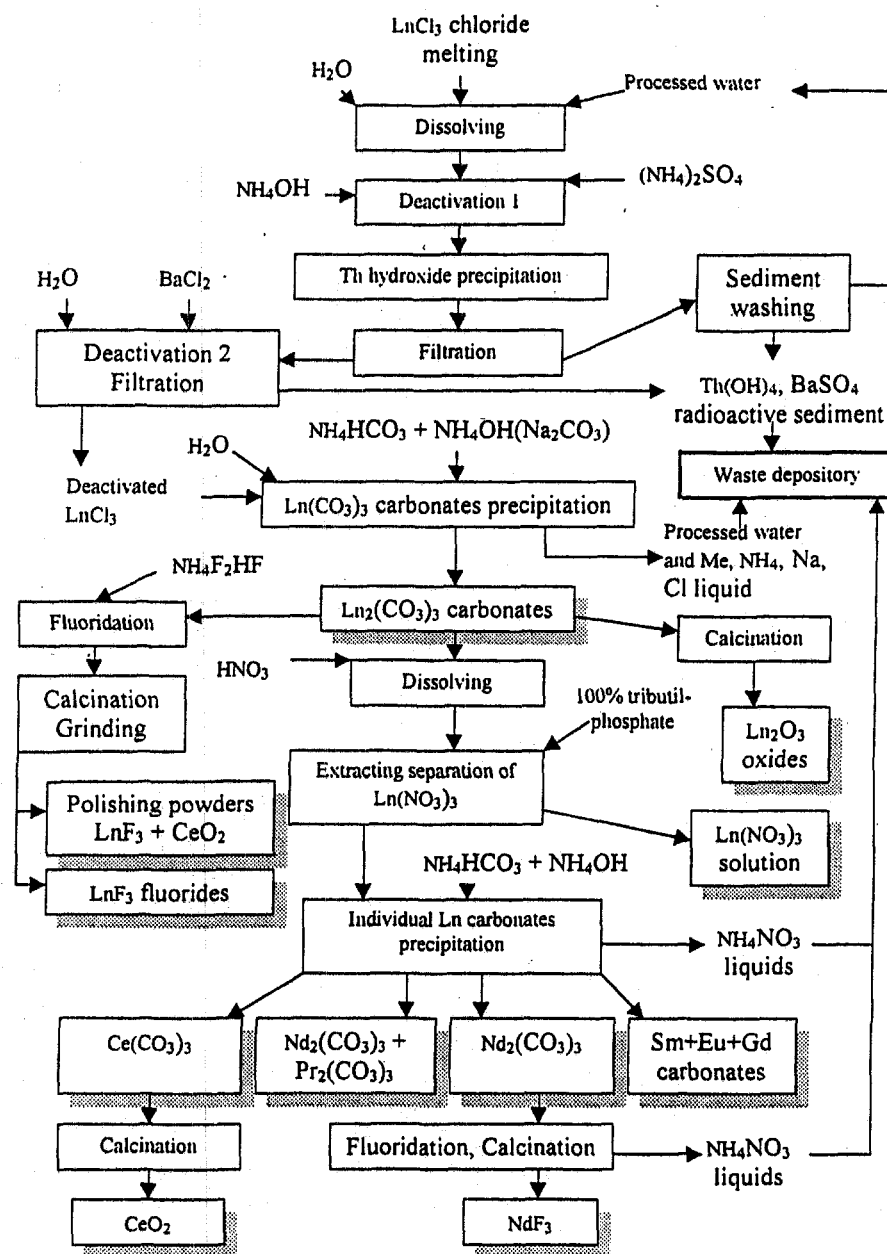 LnCl₃ chloride
melting
H₂O
Processed water
Dissolving
NH₄OH
(NH₄)₂SO₄
Deactivation 1
Th hydroxide precipitation
Sediment
washing
H₂O
BaCl₂
Deactivation 2
Filtration
Filtration
Th(OH)₄, BaSO₄
radioactive sediment
NH₄HCO₃ + NH₄OH(Na₂CO₃)
H₂O
Waste depository
Deactivated
LnCl₃
Ln(CO₃)₃ carbonates precipitation
Processed water
and Me, NH₄, Na,
Cl liquid
NH₄F₂HF
Fluoridation
Ln₂(CO₃)₃ carbonates
Calcination
HNO₃
Dissolving
Calcination
Grinding
100% tributil-
phosphate
Ln₂O₃
oxides
Extracting separation of
Ln(NO₃)₃
Polishing powders
LnF₃ + CeO₂
Ln(NO₃)₃
solution
LnF₃ fluorides
NH₄HCO₃ + NH₄OH
Individual Ln carbonates
precipitation
NH₄NO₃
liquids
Ce(CO₃)₃
Nd₂(CO₃)₃ +
Pr₂(CO₃)₃
Nd₂(CO₃)₃
Sm+Eu+Gd
carbonates
Calcination
Fluoridation, Calcination
NH₄NO₃
liquids
CeO₂
NdF₃